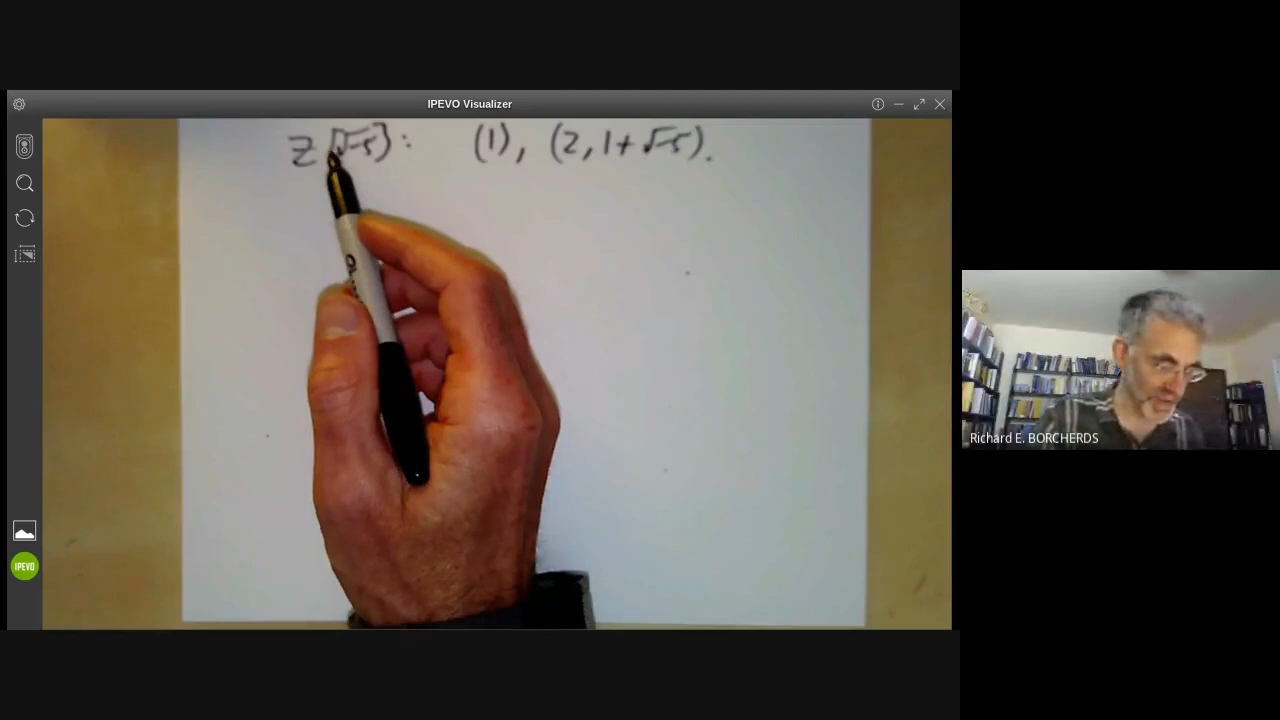 IPEVO Visualizer
Z[√-5]: (1), (2, 1+√-5).
Richard E. BORCHERDS
IPEVO